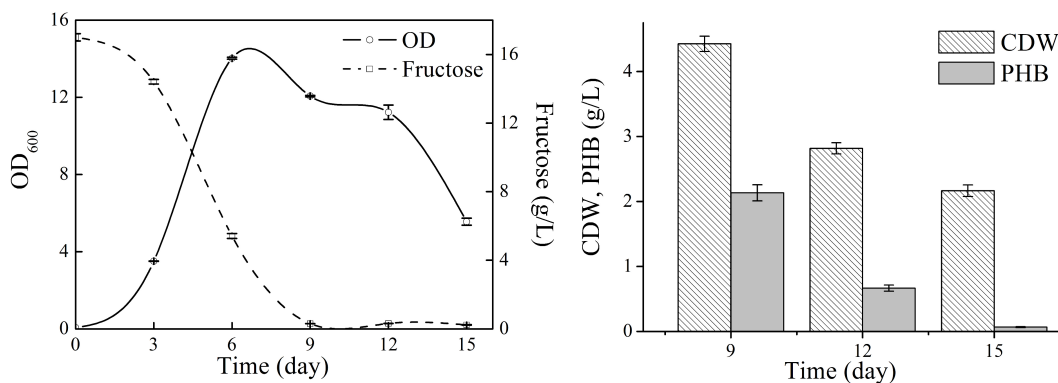 16
12
8
4
0
OD600
OD
Fructose
16
12
8
4
0
Fructose (g/L)
0 3 6 9 12 15
Time (day)
4
3
2
1
0
CDW, PHB (g/L)
CDW
PHB
9 12 15
Time (day)